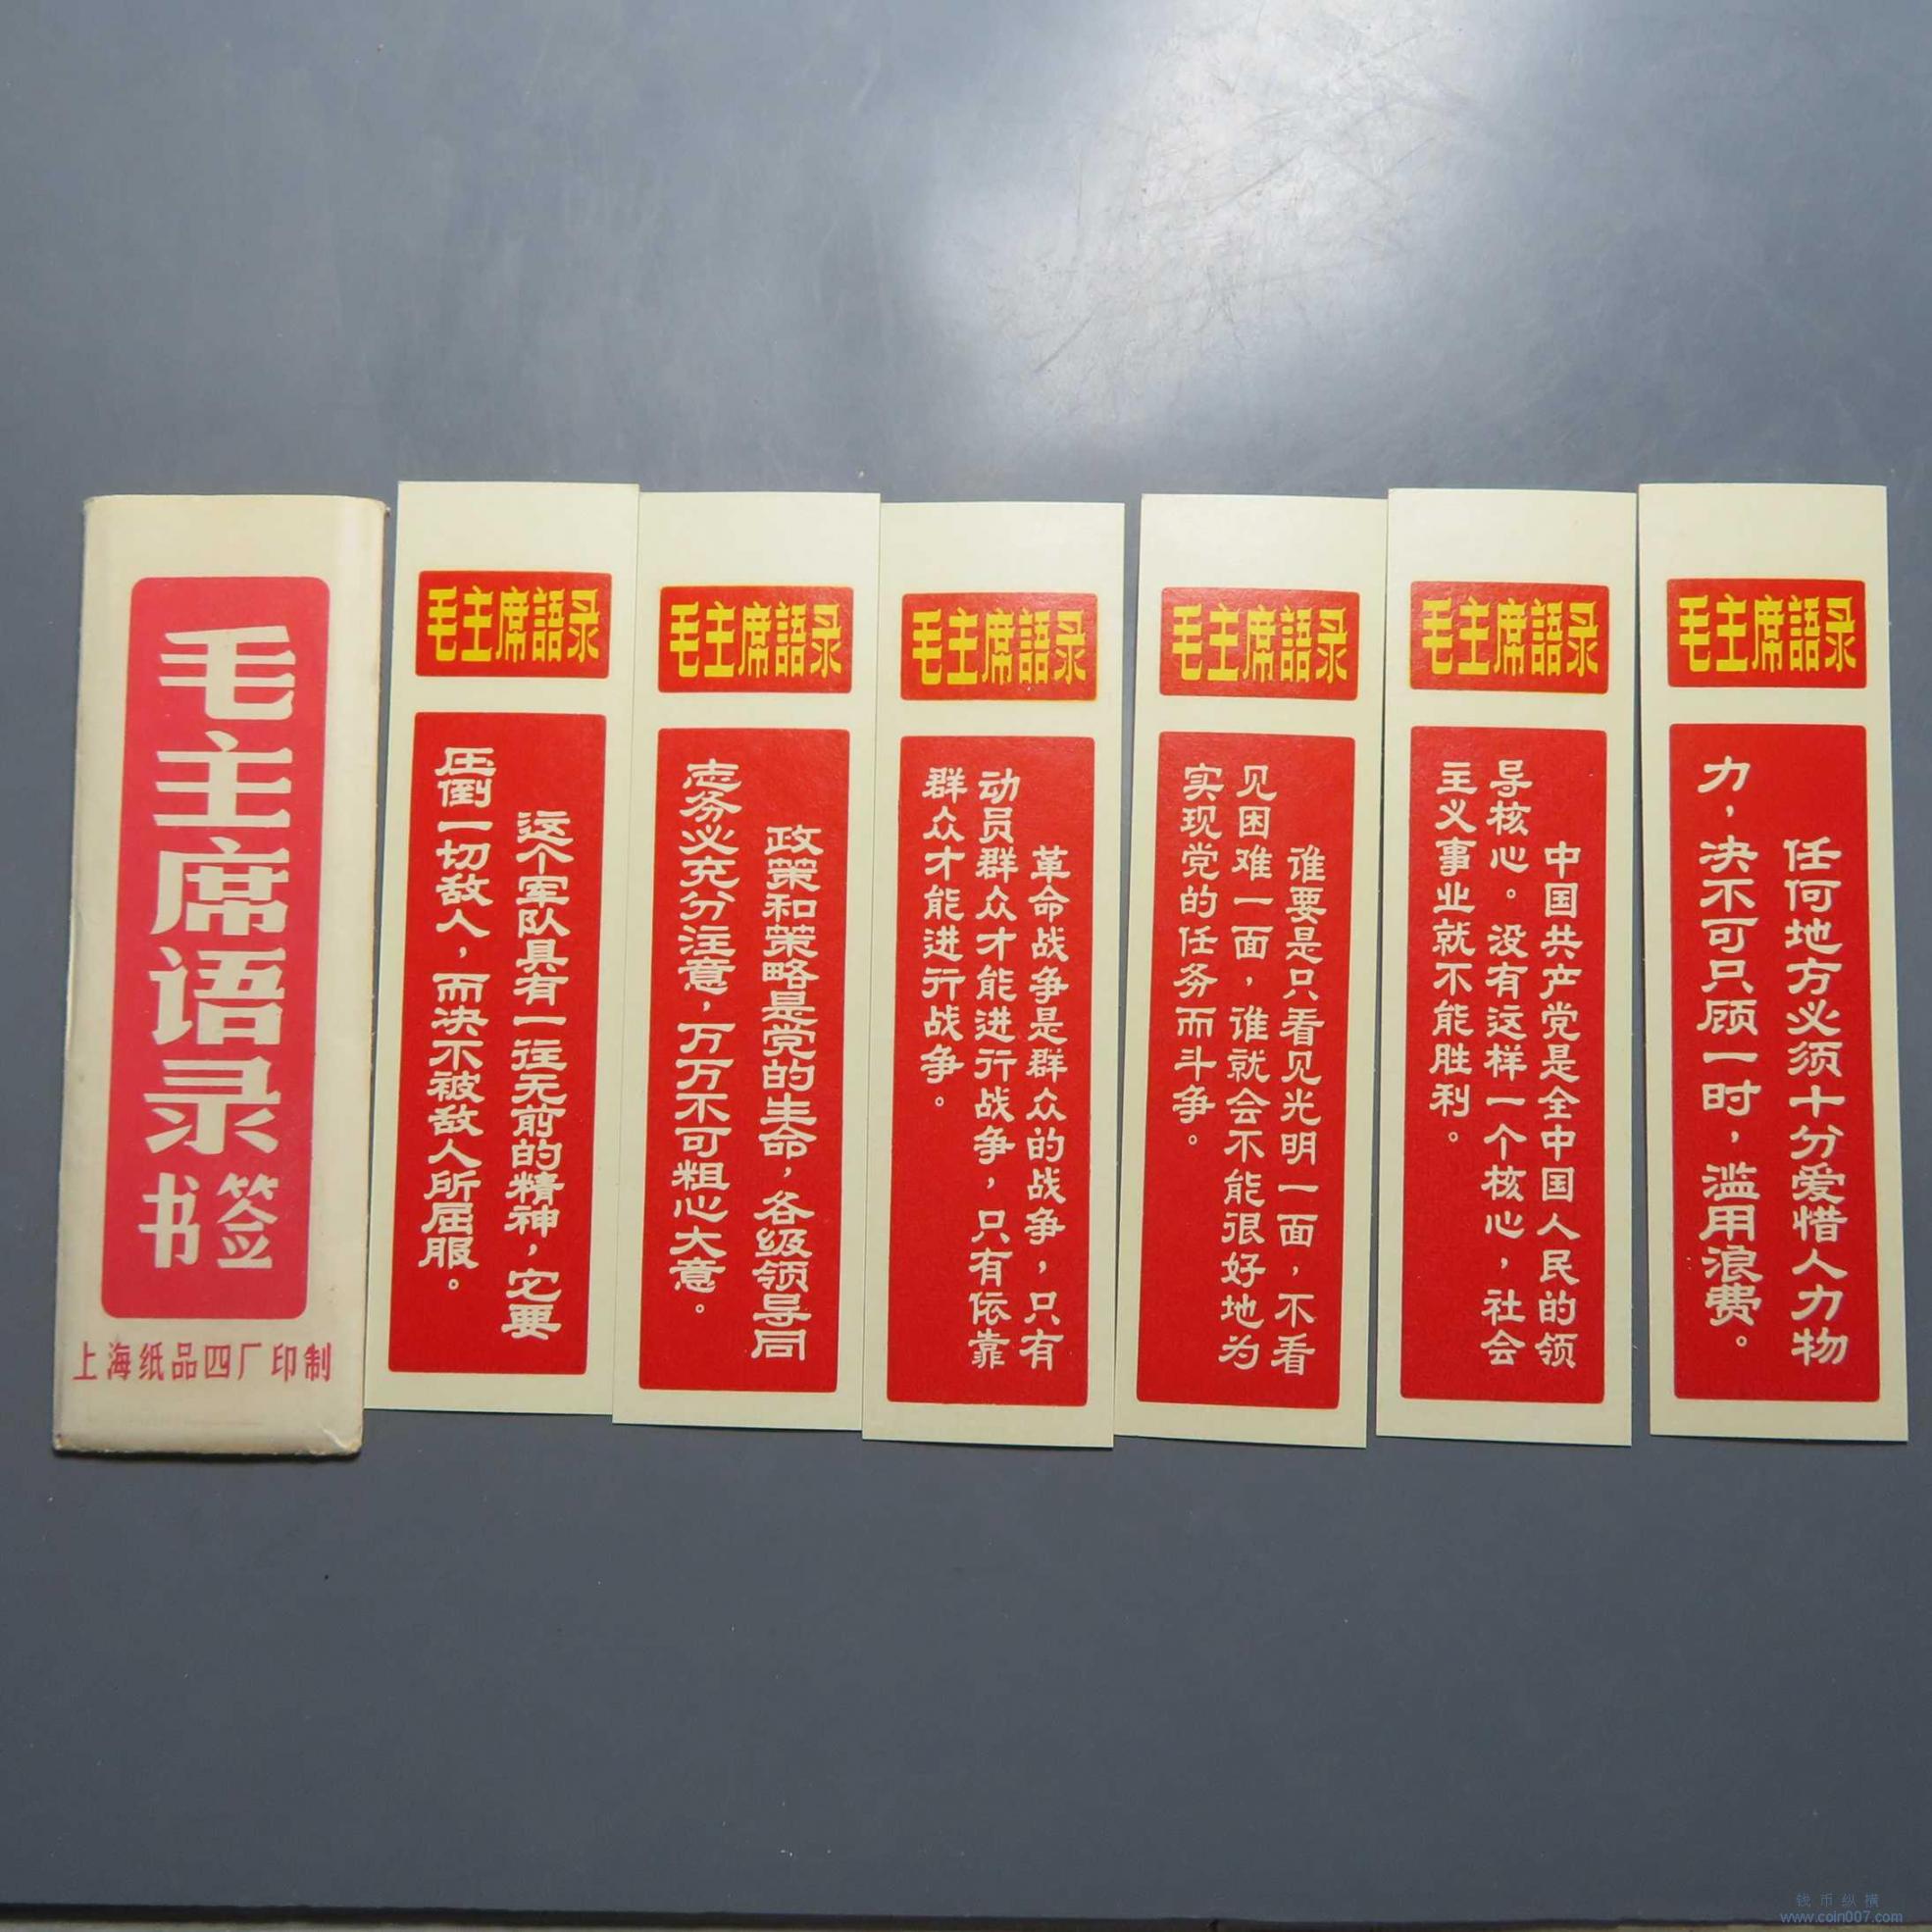 毛主席语录
书签
上海纸品四厂印制
毛主席語录
这个军队具有一往无前的精神，它要
压倒一切敌人，而决不被敌人所屈服。
毛主席語录
政策和策略是党的生命，各级领导同
志务必充分注意，万万不可粗心大意。
毛主席語录
革命战争是群众的战争，只有
动员群众才能进行战争，只有依靠
群众才能进行战争。
毛主席語录
谁要是只看见光明一面，不看
见困难一面，谁就会不能很好地为
实现党的任务而斗争。
毛主席語录
中国共产党是全中国人民的领
导核心。没有这样一个核心，社会
主义事业就不能胜利。
毛主席語录
任何地方必须十分爱惜人力物
力，决不可只顾一时，滥用浪费。
钱币纵横
www.coin007.com